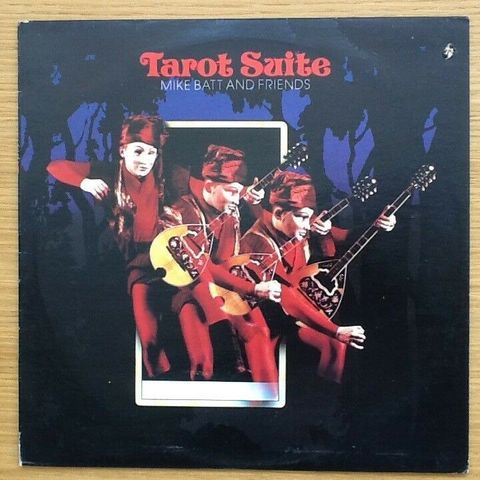 Tarot Suite
MIKE BATT AND FRIENDS